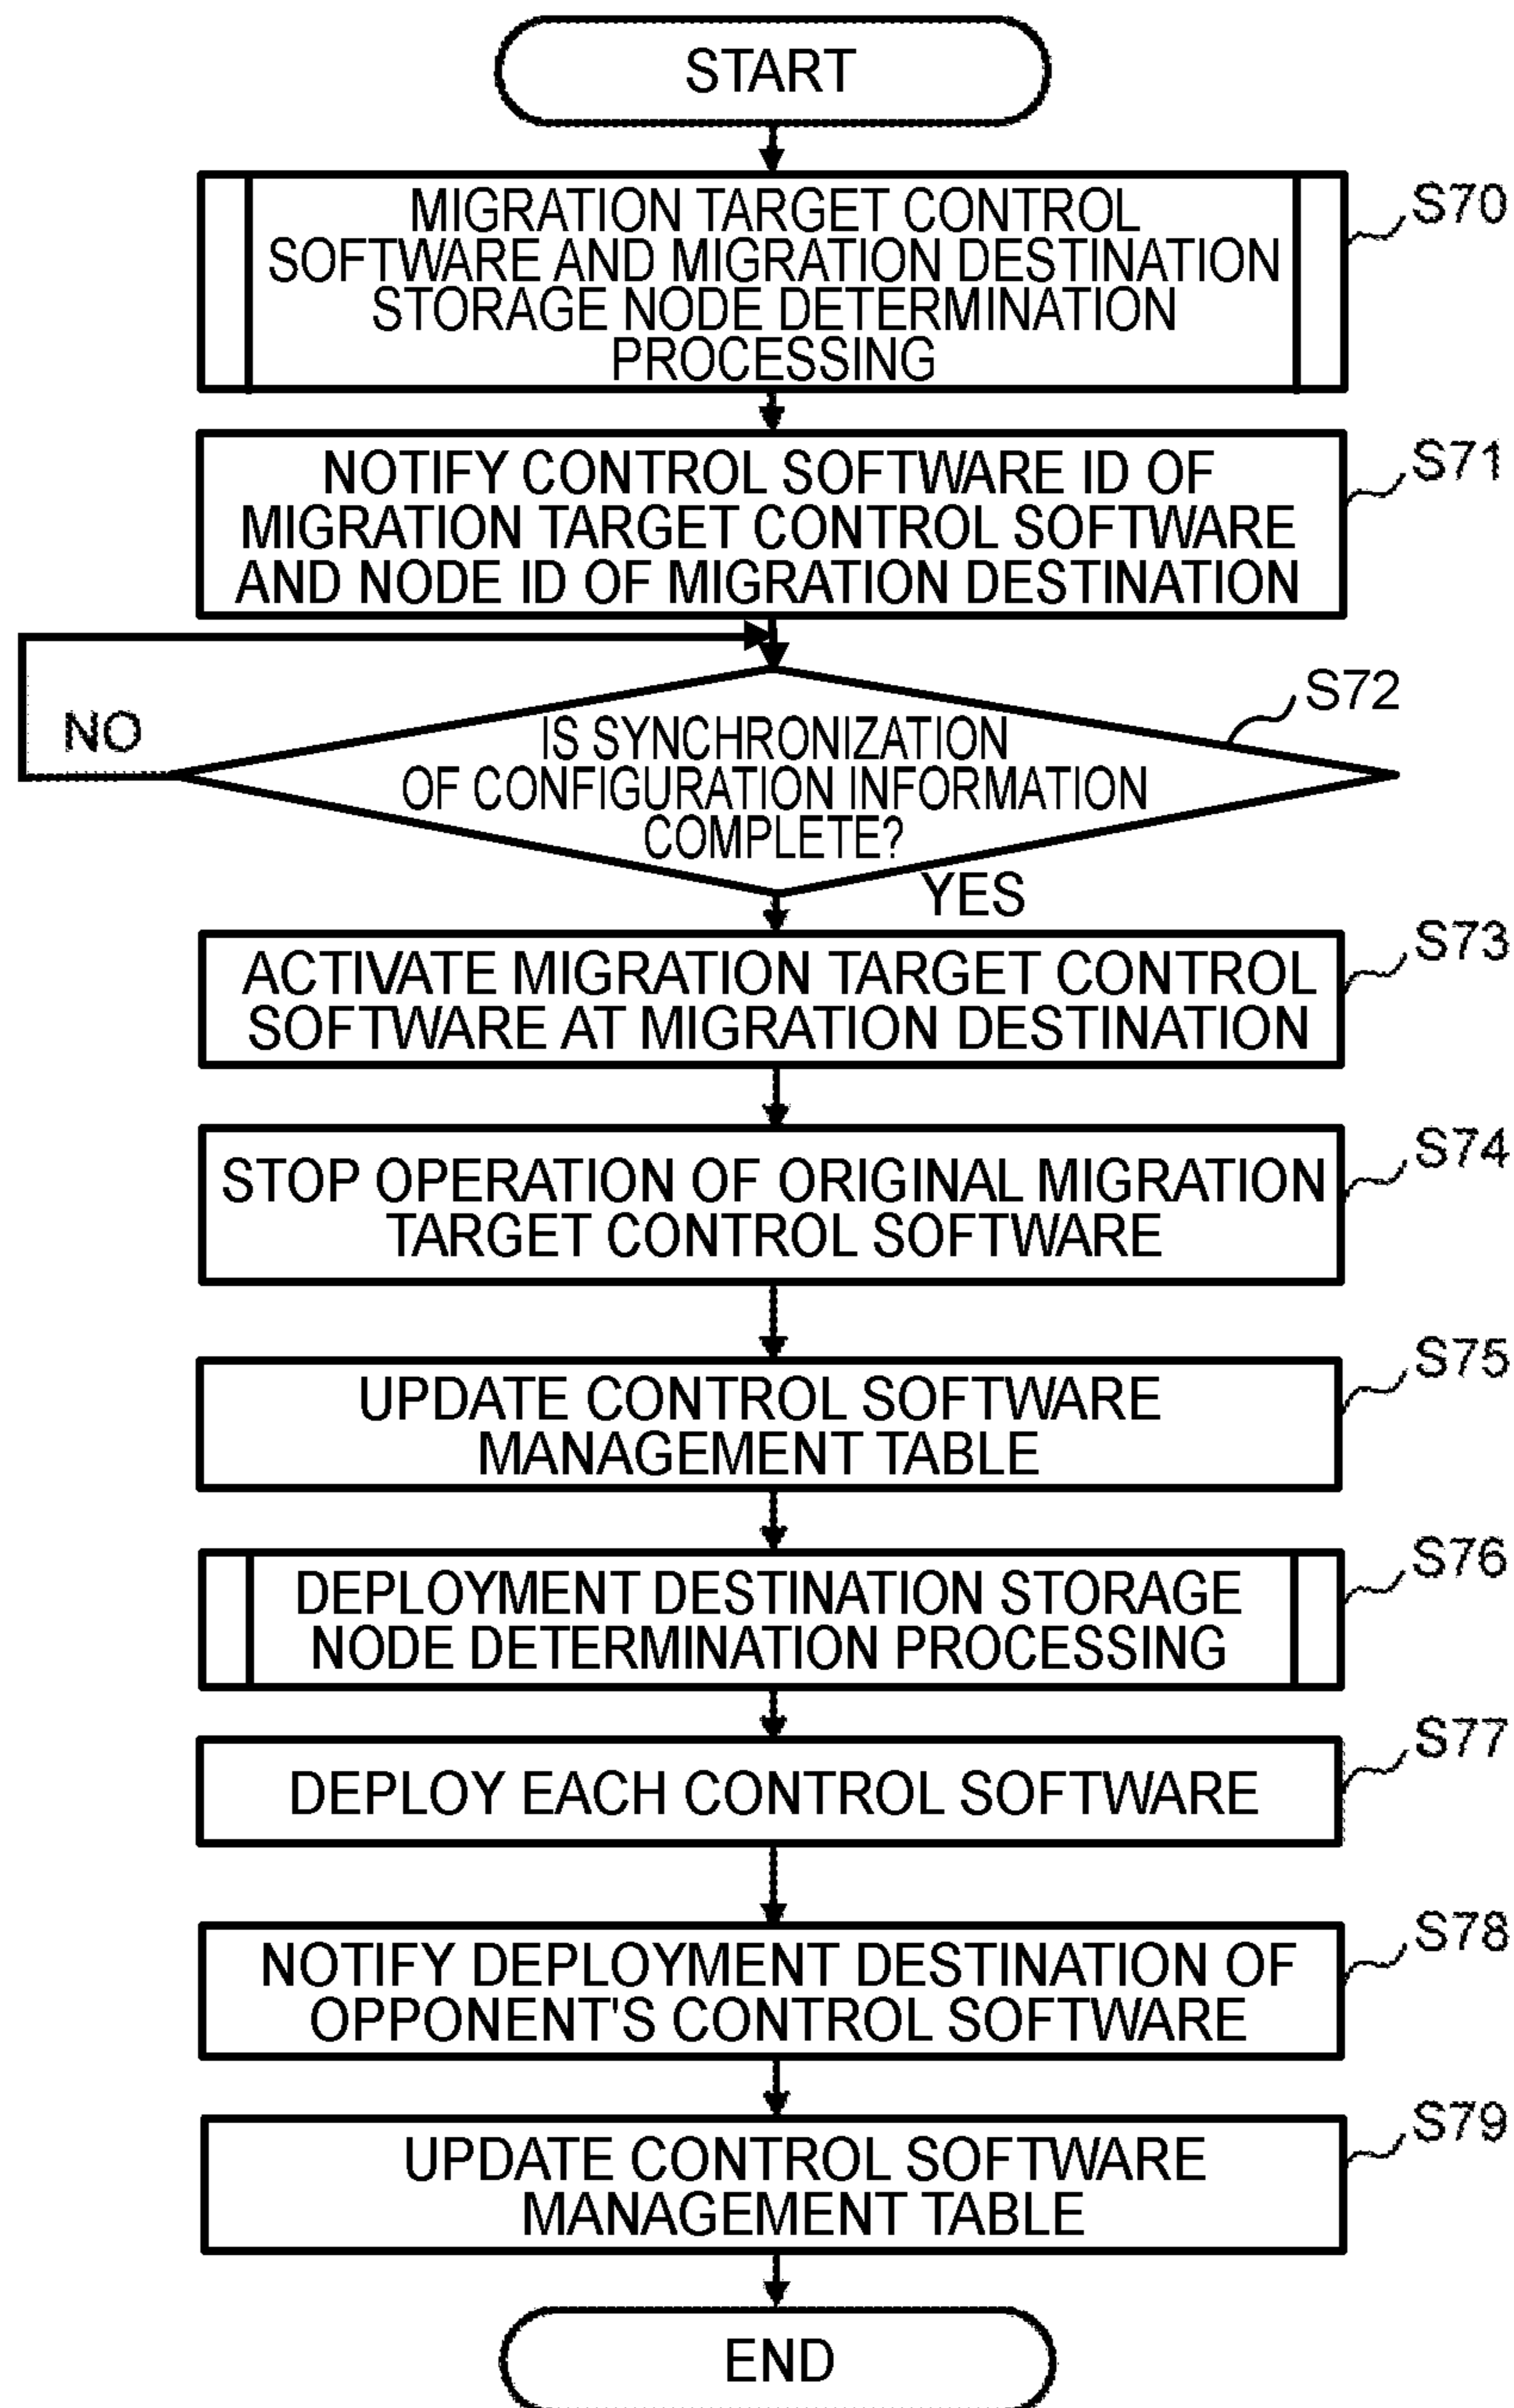 START
MIGRATION TARGET CONTROL
SOFTWARE AND MIGRATION DESTINATION
STORAGE NODE DETERMINATION
PROCESSING
S70
NOTIFY CONTROL SOFTWARE ID OF
MIGRATION TARGET CONTROL SOFTWARE
AND NODE ID OF MIGRATION DESTINATION
S71
NO
IS SYNCHRONIZATION
OF CONFIGURATION INFORMATION
COMPLETE?
S72
YES
ACTIVATE MIGRATION TARGET CONTROL
SOFTWARE AT MIGRATION DESTINATION
S73
STOP OPERATION OF ORIGINAL MIGRATION
TARGET CONTROL SOFTWARE
S74
UPDATE CONTROL SOFTWARE
MANAGEMENT TABLE
S75
DEPLOYMENT DESTINATION STORAGE
NODE DETERMINATION PROCESSING
S76
DEPLOY EACH CONTROL SOFTWARE
S77
NOTIFY DEPLOYMENT DESTINATION OF
OPPONENT'S CONTROL SOFTWARE
S78
UPDATE CONTROL SOFTWARE
MANAGEMENT TABLE
S79
END